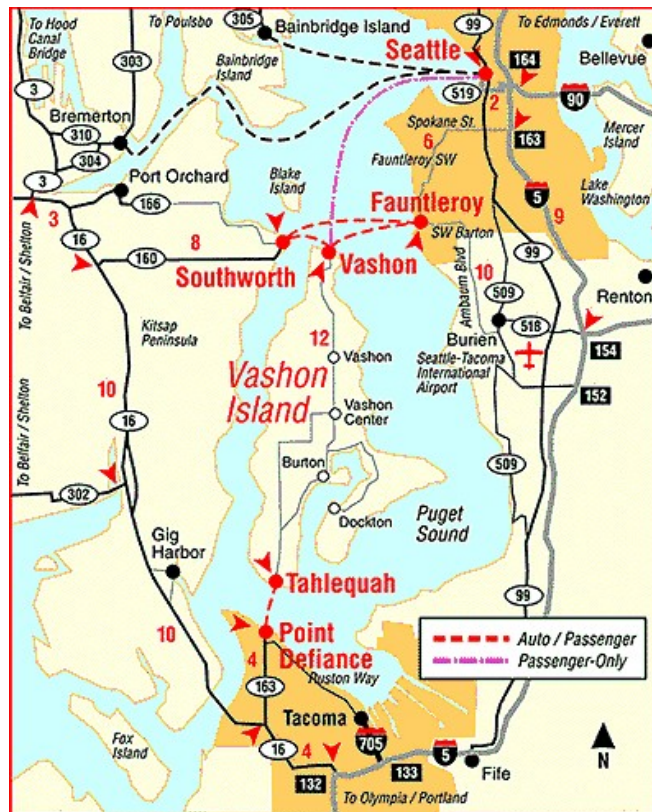 To Hood
Canal
Bridge
To Poulsbo
305
Bainbridge Island
99
To Edmonds / Everett
Seattle
164
Bellevue
303
Bainbridge
Island
3
519
2
90
Bremerton
310
304
Spokane St.
6
163
Mercer
Island
Fauntleroy SW
3
Port Orchard
Blake
Island
5
Lake
Washington
3
166
Fauntleroy
9
16
8
SW Barton
160
Southworth
Vashon
10
99
To Belfair / Shelton
Ambaum Blvd
509
Renton
Kitsap
Peninsula
12
Burien
518
Vashon
Seattle-Tacoma
International
Airport
154
152
Vashon
Island
10
Vashon
Center
To Belfair / Shelton
16
Burton
509
302
Dockton
Puget
Sound
Gig
Harbor
Tahlequah
99
10
Point
Defiance
Auto / Passenger
Passenger-Only
4
163
Ruston Way
Tacoma
705
Fox
Island
16
4
5
N
132
133
Fife
To Olympia / Portland